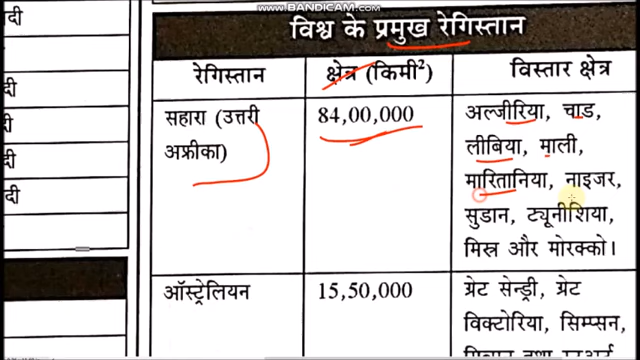 WWW.BANDICAM.COM
दी
विश्व के प्रमुख रेगिस्तान
रेगिस्तान क्षेत्र (किमी²) विस्तार क्षेत्र
दी
सहारा (उत्तरी 84,00,000 अल्जीरिया, चाड,
दी
अफ्रीका) लीबिया, माली,
दी
मारितानिया, नाइजर,
दी
सुडान, ट्यूनीशिया,
मिस्र और मोरक्को।
ऑस्ट्रेलियन 15,50,000 ग्रेट सेन्ड्री, ग्रेट
विक्टोरिया, सिम्पसन,